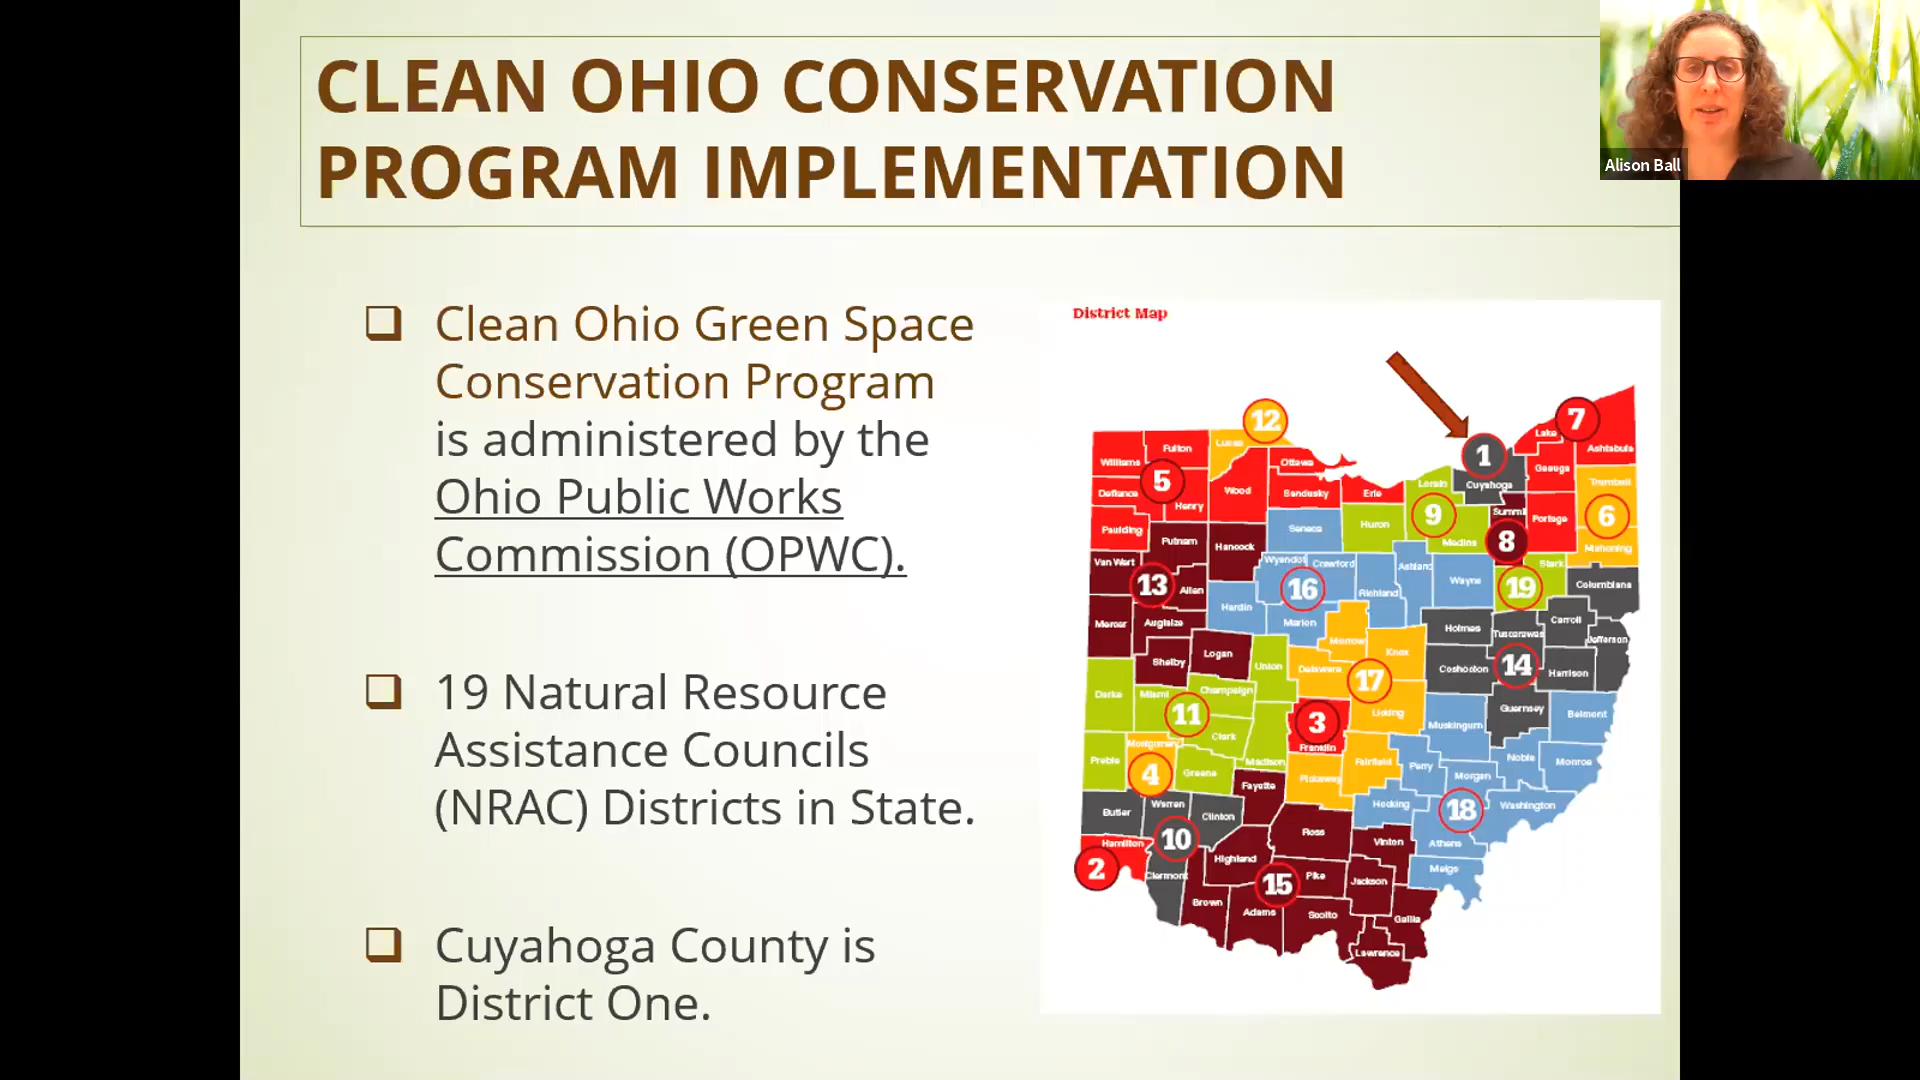 CLEAN OHIO CONSERVATION
PROGRAM IMPLEMENTATION
Alison Ball
Clean Ohio Green Space
Conservation Program
is administered by the
Ohio Public Works
Commission (OPWC).
19 Natural Resource
Assistance Councils
(NRAC) Districts in State.
Cuyahoga County is
District One.
District Map
12
7
Lake
Ashtabula
Lucas
Fulton
Williams
Ottawa
1
Geauga
5
Defiance
Henry
Wood
Sandusky
Erie
Lorain
Cuyahoga
Trumbull
9
Summi
Portage
6
Paulding
Seneca
Huron
Medina
8
Mahoning
Putnam
Hancock
Van Wert
Wyandot
Crawford
Ashland
Stark
13
Allen
16
Richland
Wayne
19
Columbiana
Hardin
Mercer
Auglaize
Marion
Holmes
Tuscarawas
Carroll
Jefferson
Morrow
Knox
Logan
Shelby
Union
Delaware
17
Coshocton
14
Harrison
Darke
Miami
Champaign
Licking
Guernsey
Belmont
11
3
Muskingum
Clark
Franklin
Montgomery
Preble
4
Greene
Madison
Fairfield
Perry
Noble
Monroe
Pickaway
Morgan
Fayette
Butler
Warren
Clinton
Hocking
18
Washington
10
Ross
Vinton
Athens
Hamilton
2
Clermont
Highland
Pike
Jackson
Meigs
15
Brown
Adams
Scioto
Gallia
Lawrence